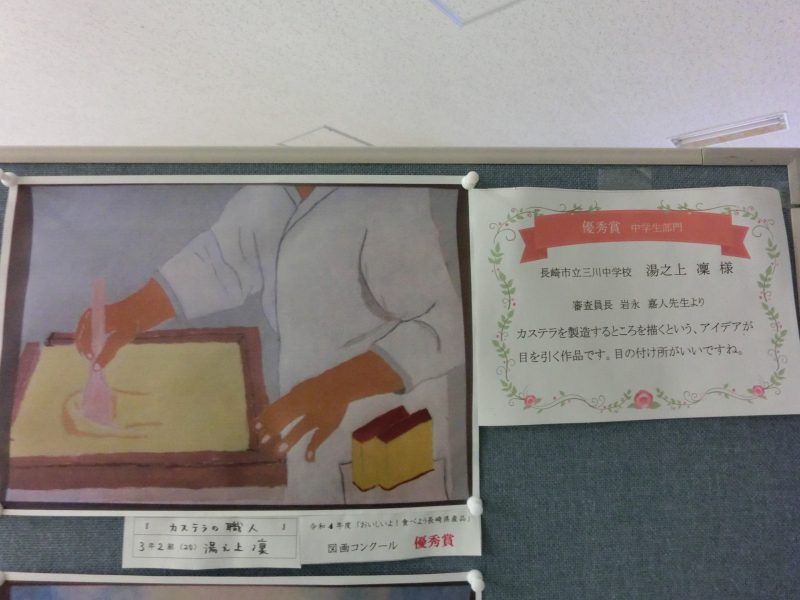 優秀賞 中学生部門
長崎市立三川中学校 湯之上 凜 様
審査員長 岩永 嘉人先生より
カステラを製造するところを描くという、アイデアが
目を引く作品です。目の付け所がいいですね。
『 カステラの職人 』
3年2組 湯之上 凜
令和4年度「おいしいよ!食べよう長崎県産品」
図画コンクール 優秀賞